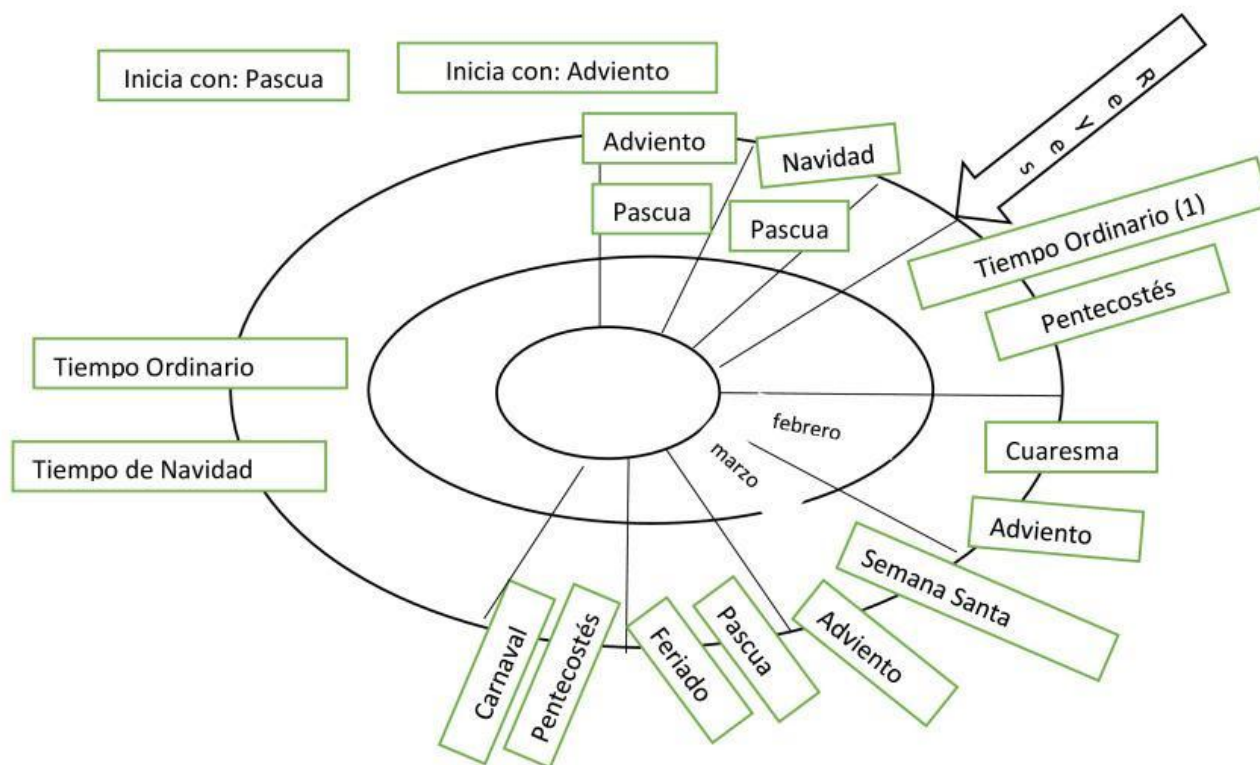 Inicia con: Pascua
Inicia con: Adviento
Reyes
Adviento
Navidad
Pascua
Pascua
Tiempo Ordinario (1)
Pentecostés
Tiempo Ordinario
Tiempo de Navidad
febrero
marzo
Cuaresma
Adviento
Semana Santa
Adviento
Pascua
Feriado
Pentecostés
Carnaval